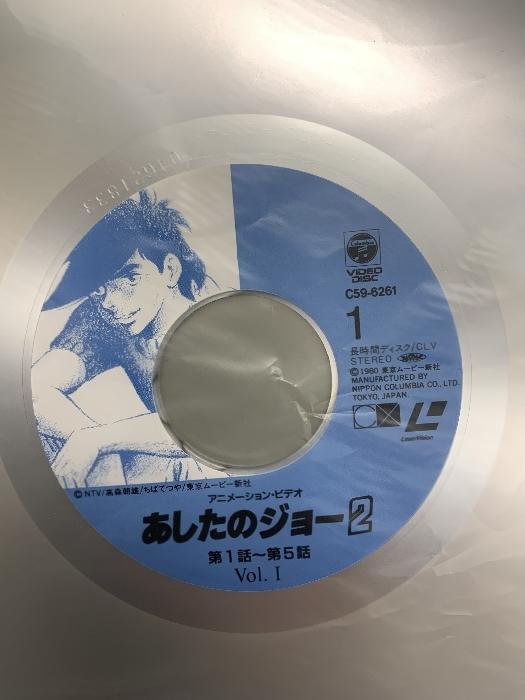 Columbia
VIDEO
DISC
C59-6261
1
長時間ディスク/CLV
STEREO
Ⓒ1980 東京ムービー新社
MANUFACTURED BY
NIPPON COLUMBIA CO., LTD.
TOKYO, JAPAN.
LaserVision
ⒸNTV/高森朝雄/ちばてつや/東京ムービー新社
アニメーション・ビデオ
あしたのジョー2
第1話〜第5話
Vol. I